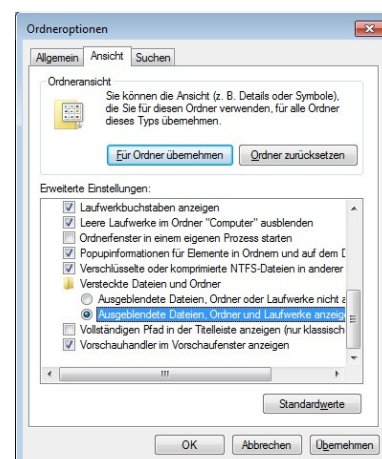 Ordneroptionen
Allgemein Ansicht Suchen
Ordneransicht
Sie können die Ansicht (z. B. Details oder Symbole),
die Sie für diesen Ordner verwenden, für alle Ordner
dieses Typs übernehmen.
Für Ordner übernehmen Ordner zurücksetzen
Erweiterte Einstellungen:
Laufwerkbuchstaben anzeigen
Leere Laufwerke im Ordner "Computer" ausblenden
Ordnerfenster in einem eigenen Prozess starten
Popupinformationen für Elemente in Ordnern und auf dem D
Verschlüsselte oder komprimierte NTFS-Dateien in anderer
Versteckte Dateien und Ordner
Ausgeblendete Dateien, Ordner oder Laufwerke nicht a
Ausgeblendete Dateien, Ordner und Laufwerke anzeig
Vollständigen Pfad in der Titelleiste anzeigen (nur klassisch
Vorschauhandler im Vorschaufenster anzeigen
Standardwerte
OK Abbrechen Übernehmen